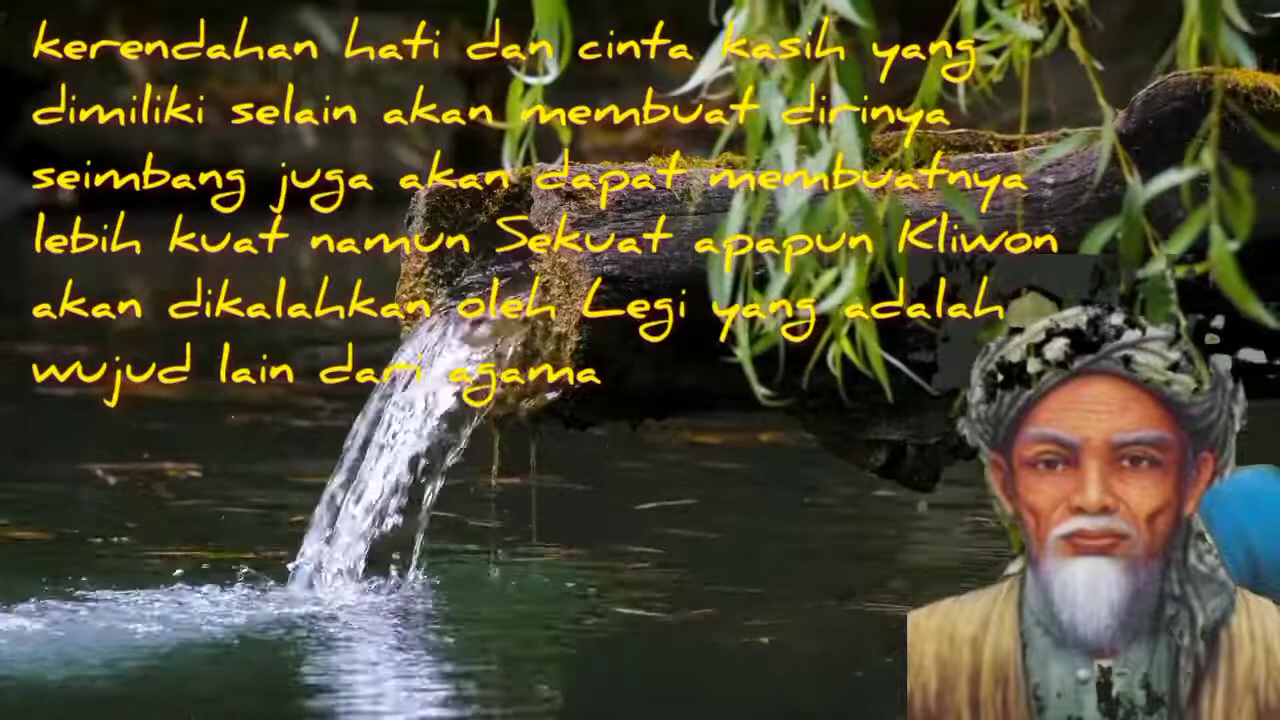 kerendahan hati dan cinta kasih yang
dimiliki selain akan membuat dirinya
seimbang juga akan dapat membuatnya
lebih kuat namun Sekuat apapun Kliwon
akan dikalahkan oleh Legi yang adalah
wujud lain dari agama